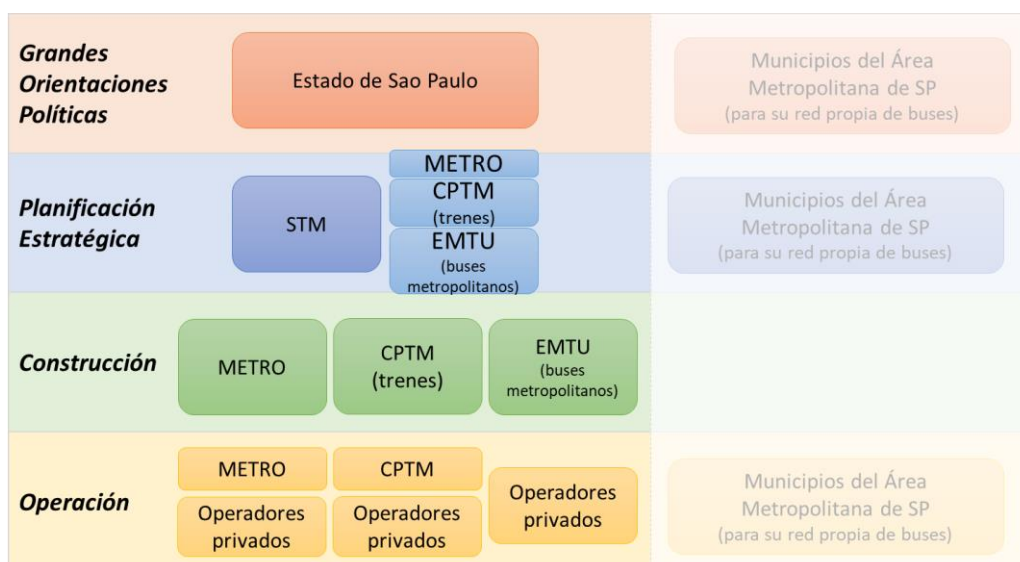 Grandes
Orientaciones
Políticas
Estado de Sao Paulo
Municipios del Área
Metropolitana de SP
(para su red propia de buses)
Planificación
Estratégica
STM
METRO
CPTM
(trenes)
EMTU
(buses
metropolitanos)
Municipios del Área
Metropolitana de SP
(para su red propia de buses)
Construcción
METRO
CPTM
(trenes)
EMTU
(buses
metropolitanos)
Operación
METRO
Operadores
privados
CPTM
Operadores
privados
Operadores
privados
Municipios del Área
Metropolitana de SP
(para su red propia de buses)